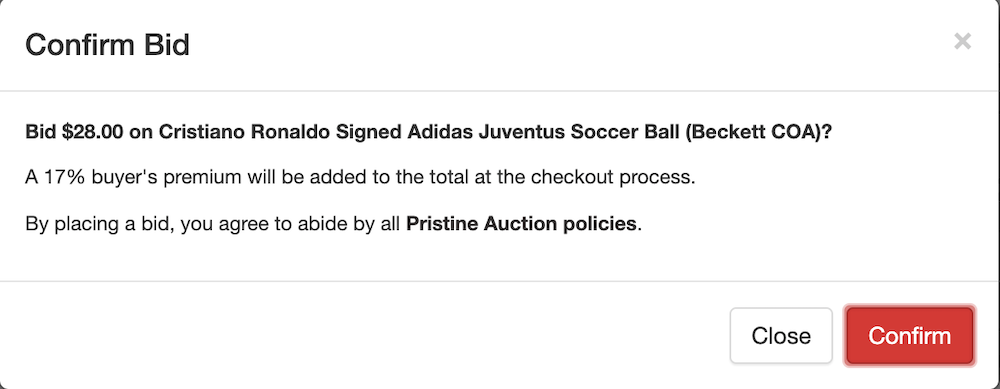 Confirm Bid
×
Bid $28.00 on Cristiano Ronaldo Signed Adidas Juventus Soccer Ball (Beckett COA)?
A 17% buyer's premium will be added to the total at the checkout process.
By placing a bid, you agree to abide by all Pristine Auction policies.
Close Confirm